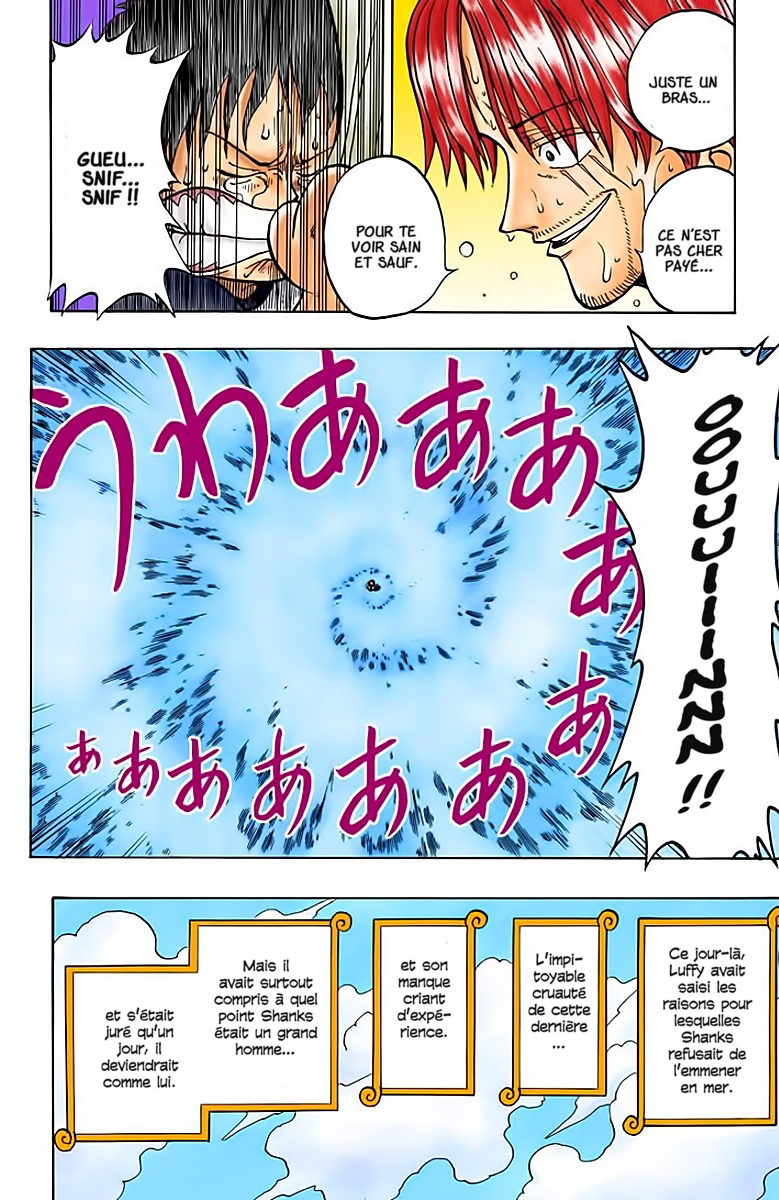 JUSTE UN
BRAS...
CE N'EST
PAS CHER
PAYÉ...
POUR TE
VOIR SAIN
ET SAUF.
GUEU...
SNIF...
SNIF !!
OOUUU---ZZZ !!
うわあああ
あ
あ
ああああああ
Ce jour-là,
Luffy avait
saisi les
raisons pour
lesquelles
Shanks
refusait de
l'emmener
en mer.
L'impi-
toyable
cruauté
de cette
dernière
...
et son
manque
criant
d'expé-
rience.
Mais il
avait surtout
compris à quel
point Shanks
était un grand
homme...
et s'était
juré qu'un
jour, il
deviendrait
comme lui.